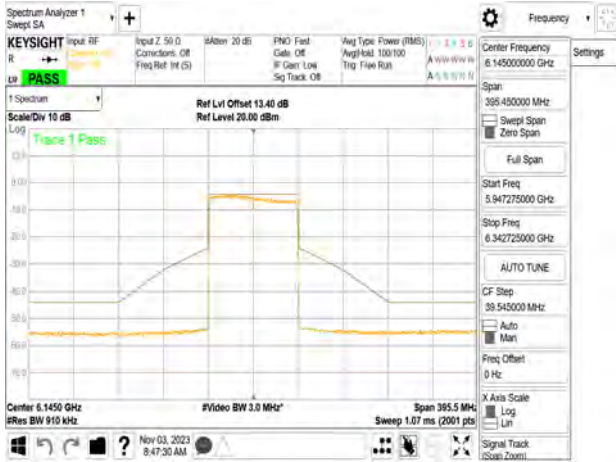 Spectrum Analyzer 1
Swept SA
+
Frequency
KEYSIGHT
R
LR PASS
Input: RF
Input Z: 50 Ω
Corrections: Off
Freq Ref: Int (S)
#Atten: 20 dB
PNO: Fast
Gate: Off
IF Gain: Low
Sig Track: Off
Avg Type: Power (RMS)
Avg|Hold: 100/100
Trig: Free Run
1 Spectrum
Scale/Div 10 dB
Ref Lvl Offset 13.40 dB
Ref Level 20.00 dBm
Log
Trace 1 Pass
Center 6.1450 GHz
#Res BW 910 kHz
#Video BW 3.0 MHz*
Span 395.5 MHz
Sweep 1.07 ms (2001 pts)
Nov 03, 2023
8:47:30 AM
Center Frequency
6.145000000 GHz
Settings
Span
395.450000 MHz
Swept Span
Zero Span
Full Span
Start Freq
5.947275000 GHz
Stop Freq
6.342725000 GHz
AUTO TUNE
CF Step
39.545000 MHz
Auto
Man
Freq Offset
0 Hz
X Axis Scale
Log
Lin
Signal Track
(Span Zoom)